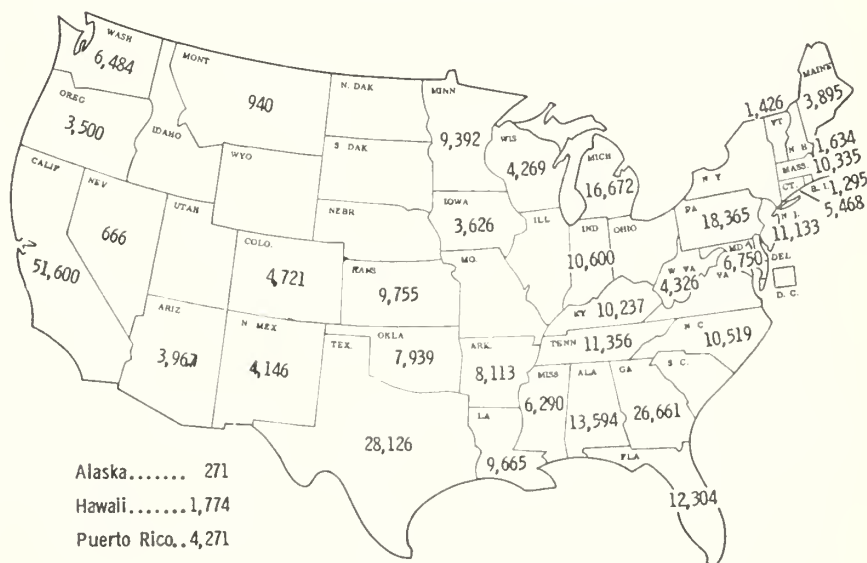 WASH
6,484
MONT
940
N. DAK
MINN
9,392
MAINE
3,895
1,426
VT
OREG
3,500
IDAHO
S DAK
WIS
4,269
MICH
16,672
N H
1,634
MASS.
10,335
N Y
CT.
R. I.
1,295
5,468
WYO
CALIF
51,600
NEV
666
UTAH
NEBR
IOWA
3,626
ILL
IND
10,600
OHIO
PA
18,365
N J.
11,133
COLO.
4,721
KANS
9,755
MO.
W VA
4,326
MD
6,750
DEL
VA
D. C.
KY 10,237
ARIZ
N MEX
4,146
TEX.
OKLA
7,939
ARK.
8,113
TENN 11,356
N C
10,519
MISS
6,290
ALA
13,594
GA
26,661
S C.
LA
9,665
28,126
FLA
12,304
Alaska....... 271
Hawaii.......1,774
Puerto Rico..4,271